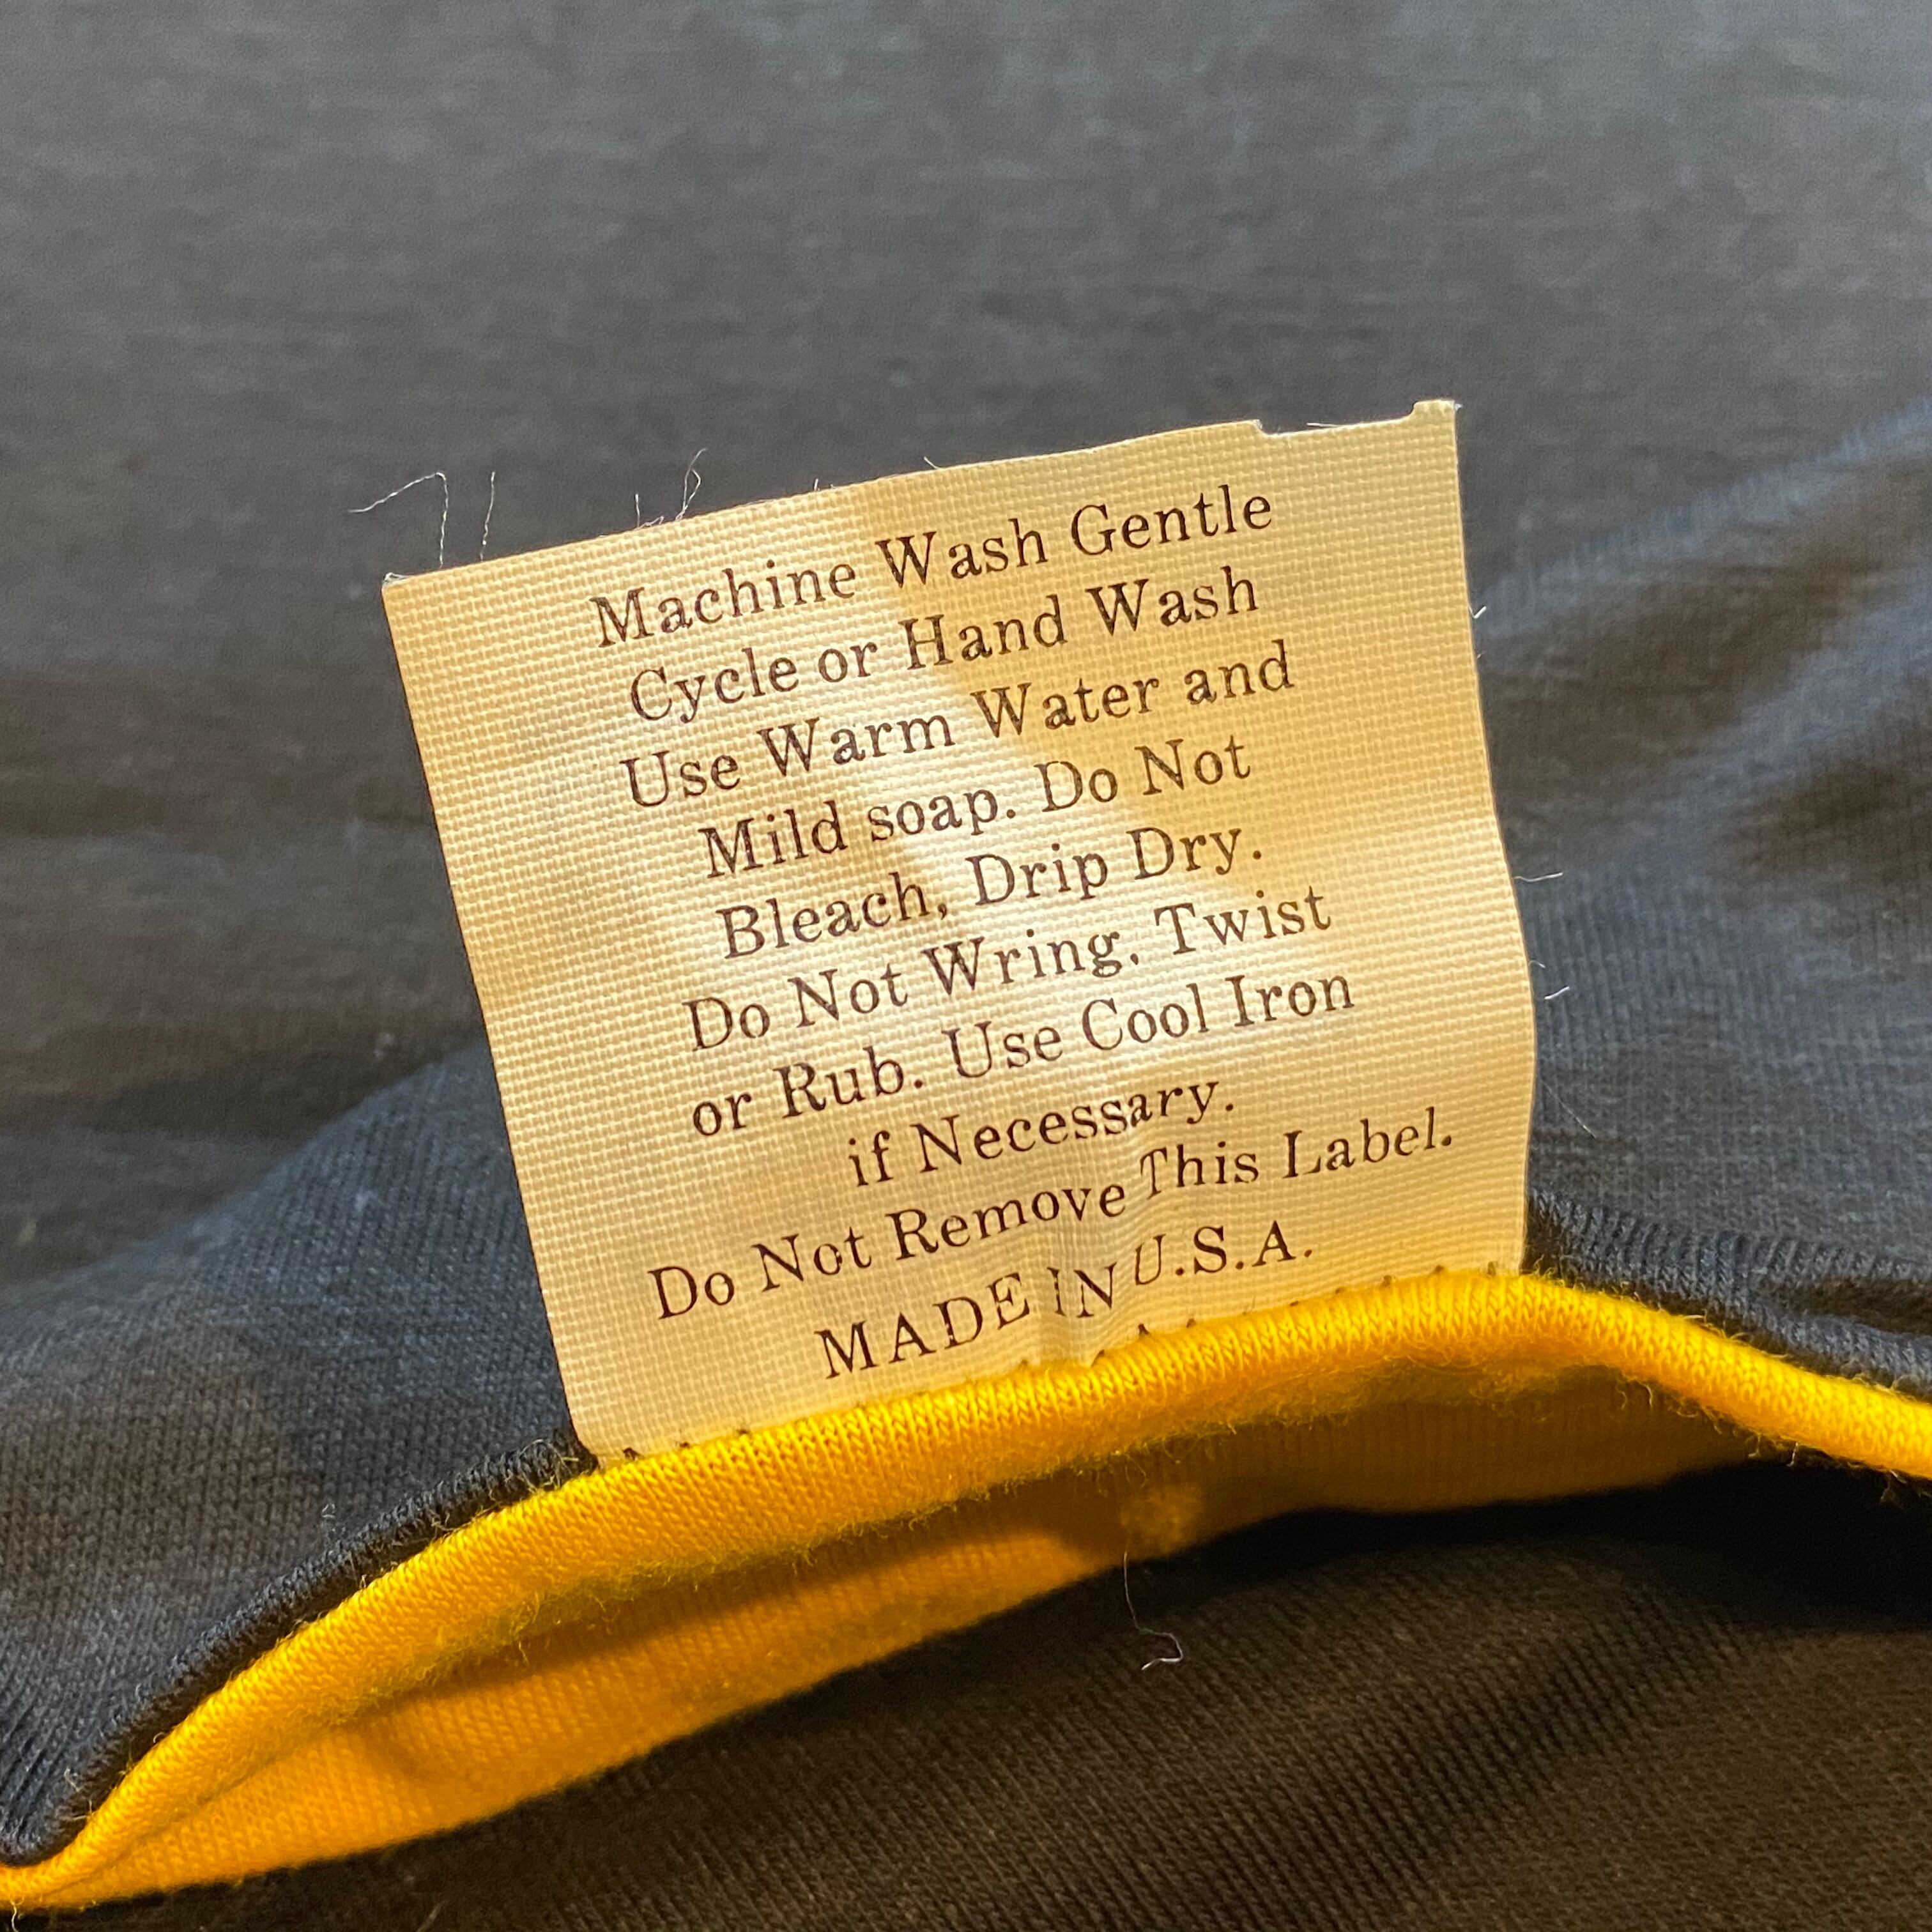 Machine Wash Gentle
Cycle or Hand Wash
Use Warm Water and
Mild soap. Do Not
Bleach, Drip Dry.
Do Not Wring, Twist
or Rub. Use Cool Iron
if Necessary.
Do Not Remove This Label.
MADE IN U.S.A.